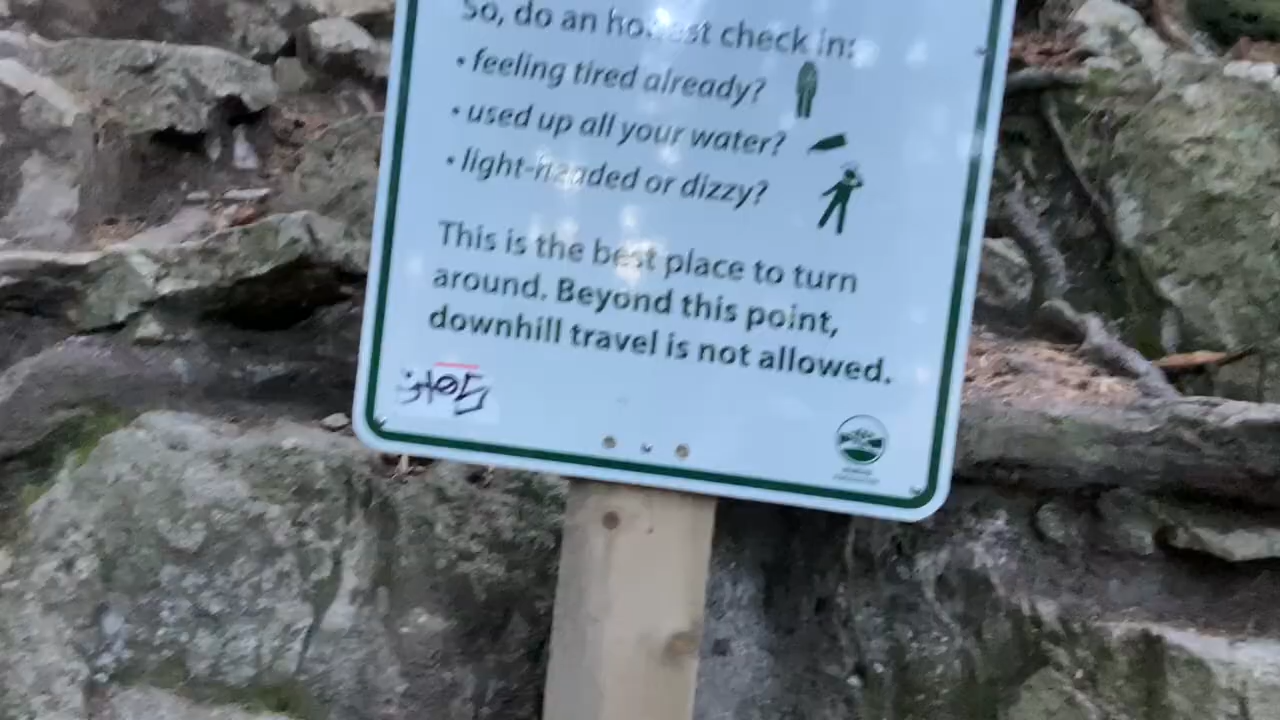 So, do an honest check in:
• feeling tired already?
• used up all your water?
• light-headed or dizzy?
This is the best place to turn
around. Beyond this point,
downhill travel is not allowed.